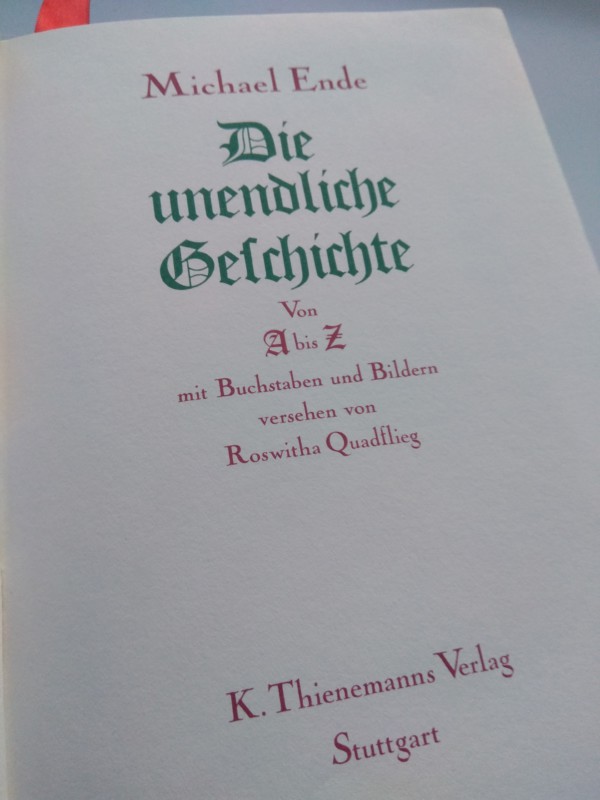 Michael Ende
Die
unendliche
Geſchichte
Von
A bis Z
mit Buchstaben und Bildern
versehen von
Roswitha Quadflieg
K. Thienemanns Verlag
Stuttgart